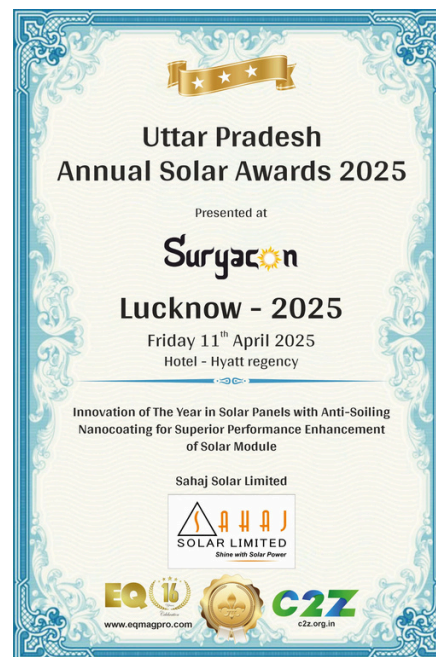 Uttar Pradesh
Annual Solar Awards 2025
Presented at
Suryacon
Lucknow - 2025
Friday 11th April 2025
Hotel - Hyatt regency
Innovation of The Year in Solar Panels with Anti-Soiling
Nanocoating for Superior Performance Enhancement
of Solar Module
Sahaj Solar Limited
SAHAJ
SOLAR LIMITED
Shine with Solar Power
EQ 16 Celebration
C2Z
www.eqmagpro.com
c2z.org.in